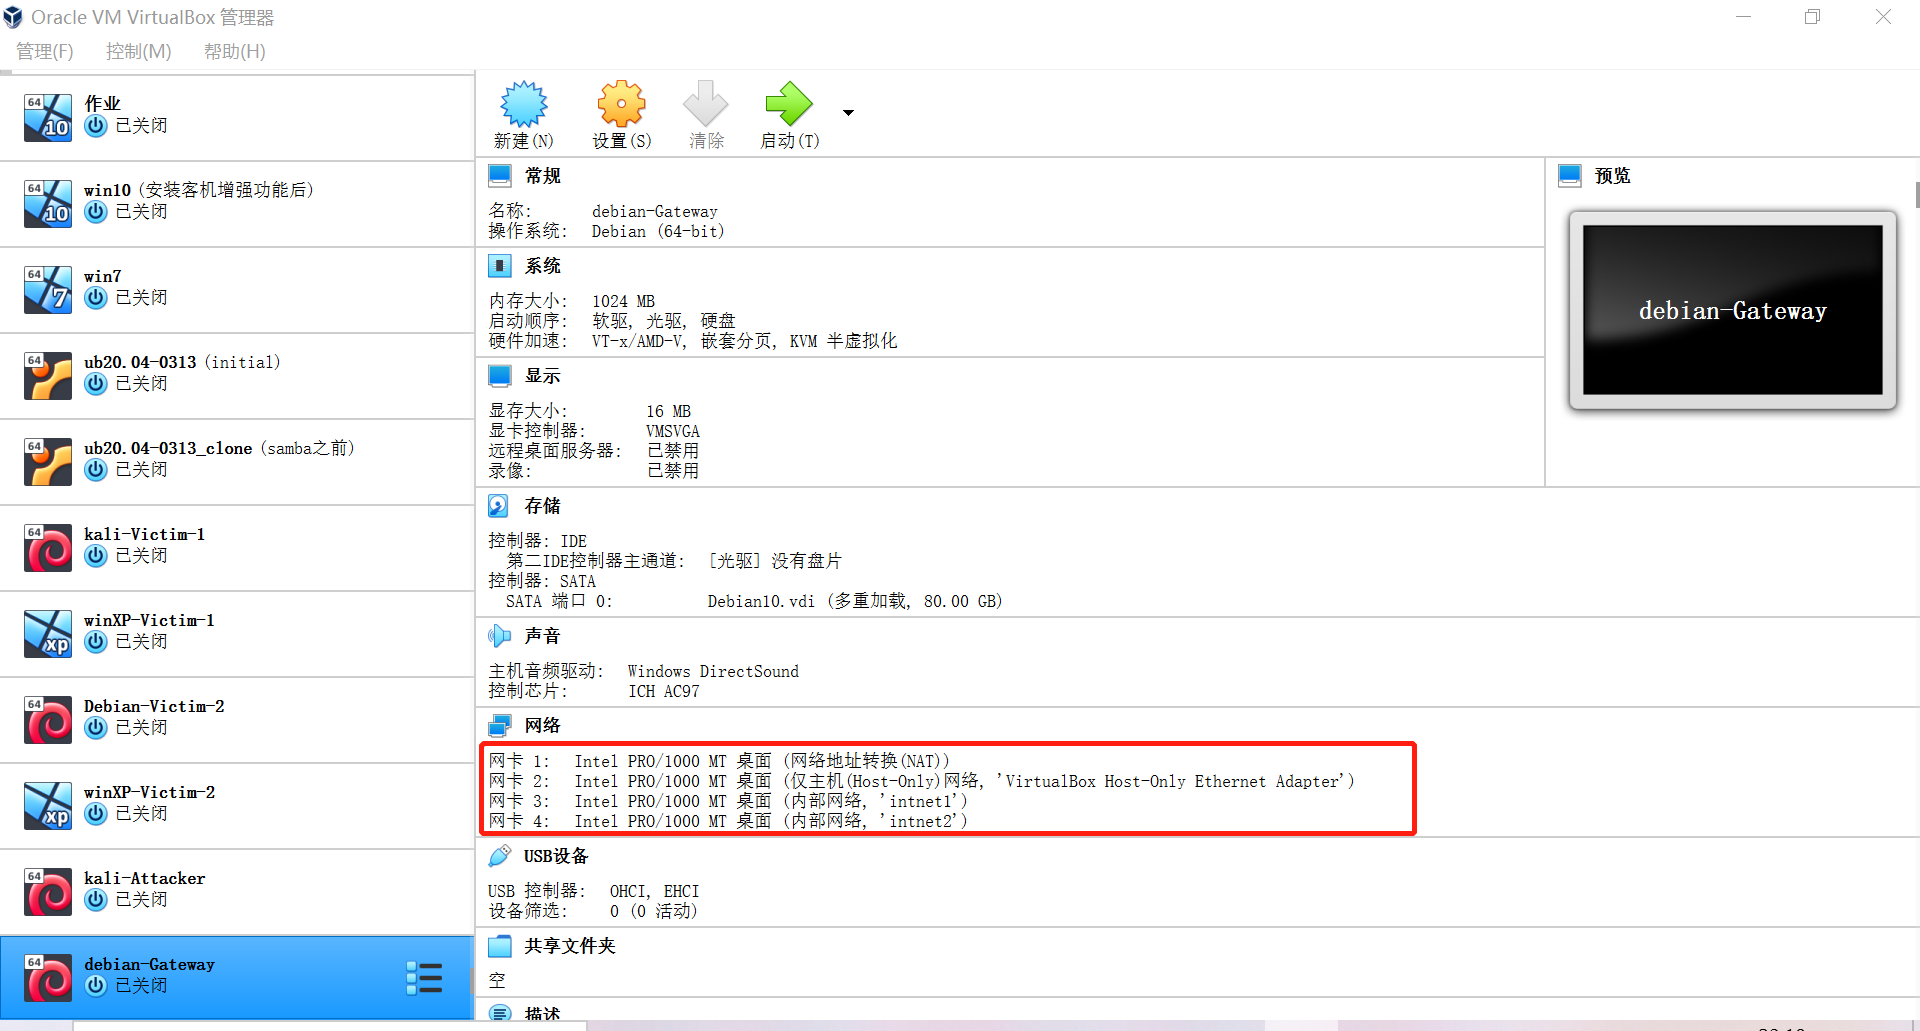 Oracle VM VirtualBox 管理器
管理(F) 控制(M) 帮助(H)
64 10 作业
已关闭
64 10 win10 (安装客机增强功能后)
已关闭
64 7 win7
已关闭
64 ub20.04-0313 (initial)
已关闭
64 ub20.04-0313_clone (samba之前)
已关闭
64 kali-Victim-1
已关闭
xp winXP-Victim-1
已关闭
64 Debian-Victim-2
已关闭
xp winXP-Victim-2
已关闭
64 kali-Attacker
已关闭
64 debian-Gateway
已关闭
新建(N) 设置(S) 清除 启动(T)
常规
名称: debian-Gateway
操作系统: Debian (64-bit)
系统
内存大小: 1024 MB
启动顺序: 软驱, 光驱, 硬盘
硬件加速: VT-x/AMD-V, 嵌套分页, KVM 半虚拟化
显示
显存大小: 16 MB
显卡控制器: VMSVGA
远程桌面服务器: 已禁用
录像: 已禁用
存储
控制器: IDE
第二IDE控制器主通道: [光驱] 没有盘片
控制器: SATA
SATA 端口 0: Debian10.vdi (多重加载, 80.00 GB)
声音
主机音频驱动: Windows DirectSound
控制芯片: ICH AC97
网络
网卡 1: Intel PRO/1000 MT 桌面 (网络地址转换(NAT))
网卡 2: Intel PRO/1000 MT 桌面 (仅主机(Host-Only)网络, 'VirtualBox Host-Only Ethernet Adapter')
网卡 3: Intel PRO/1000 MT 桌面 (内部网络, 'intnet1')
网卡 4: Intel PRO/1000 MT 桌面 (内部网络, 'intnet2')
USB设备
USB 控制器: OHCI, EHCI
设备筛选: 0 (0 活动)
共享文件夹
空
描述
预览
debian-Gateway